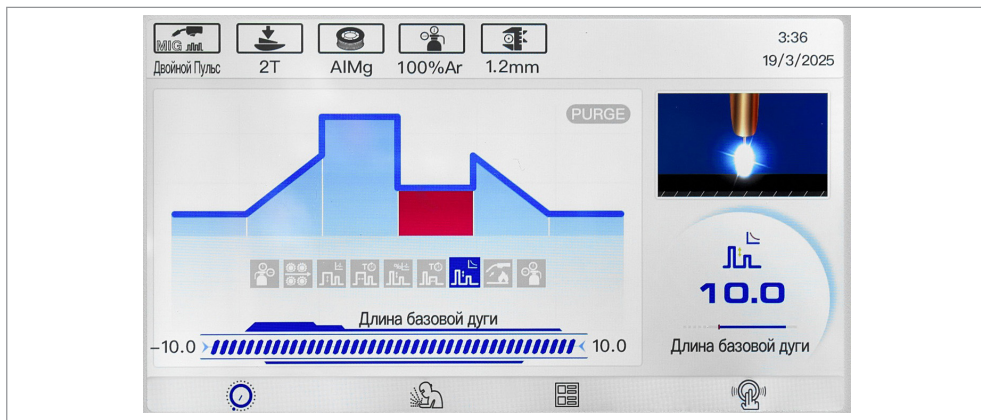 MIG
Двойной Пульс
2T
AlMg
100%Ar
1.2mm
3:36
19/3/2025
PURGE
10.0
Длина базовой дуги
-10.0
10.0
Длина базовой дуги